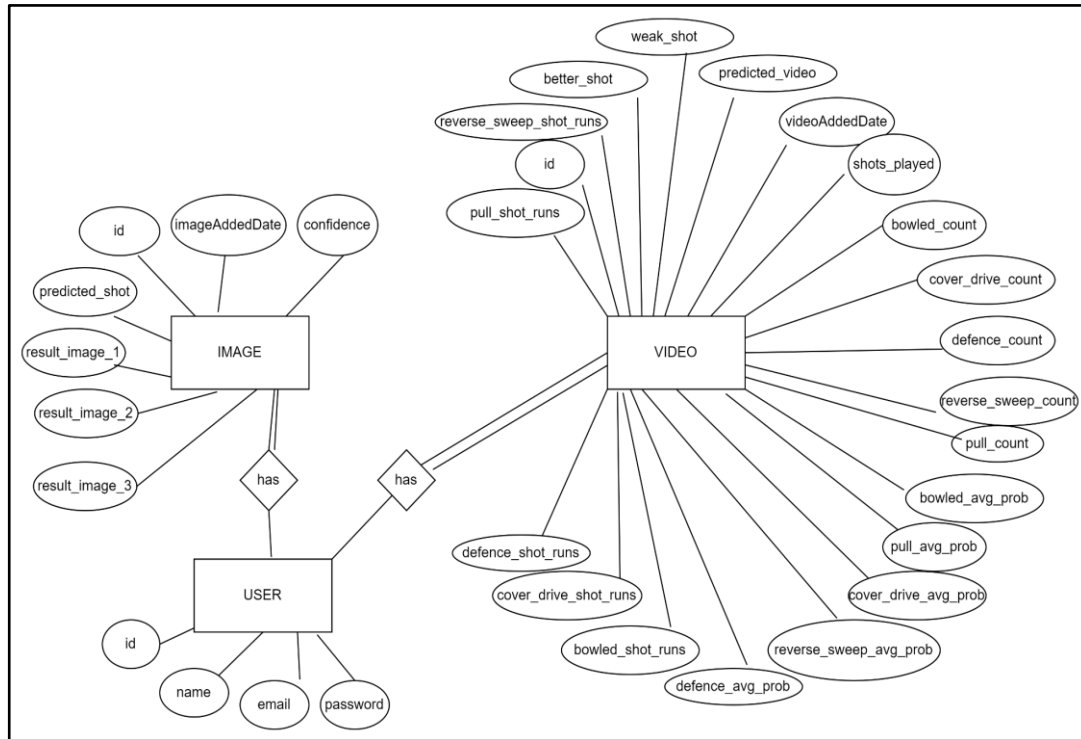 weak_shot
better_shot
predicted_video
reverse_sweep_shot_runs
videoAddedDate
id
shots_played
pull_shot_runs
id
imageAddedDate
confidence
bowled_count
predicted_shot
cover_drive_count
result_image_1
IMAGE
VIDEO
defence_count
result_image_2
reverse_sweep_count
pull_count
result_image_3
has
has
bowled_avg_prob
defence_shot_runs
pull_avg_prob
USER
cover_drive_shot_runs
cover_drive_avg_prob
id
bowled_shot_runs
reverse_sweep_avg_prob
name
email
password
defence_avg_prob